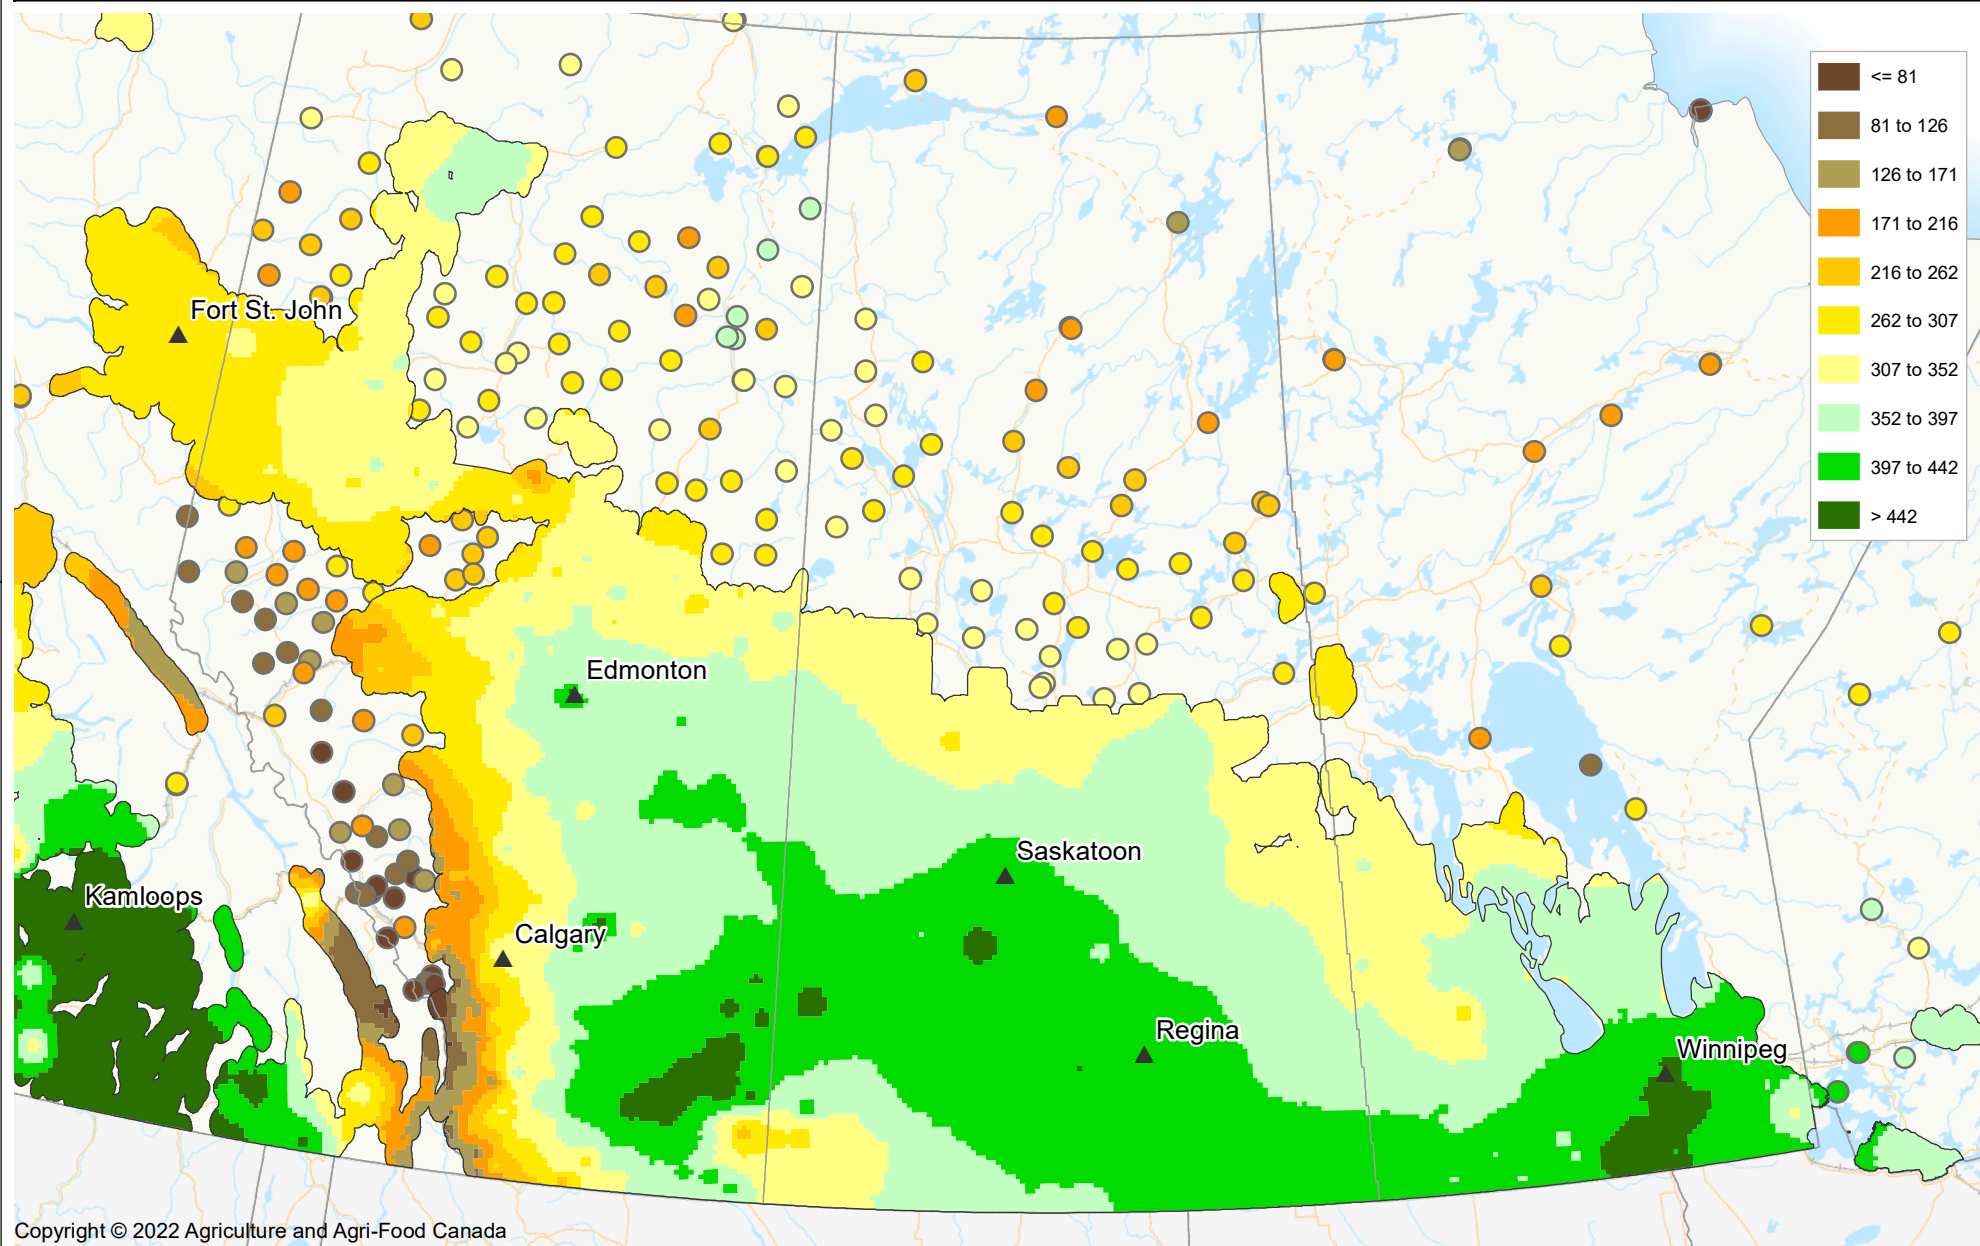 <= 81
81 to 126
126 to 171
171 to 216
216 to 262
262 to 307
307 to 352
352 to 397
397 to 442
> 442
Fort St. John
Edmonton
Saskatoon
Kamloops
Calgary
Regina
Winnipeg
Copyright © 2022 Agriculture and Agri-Food Canada